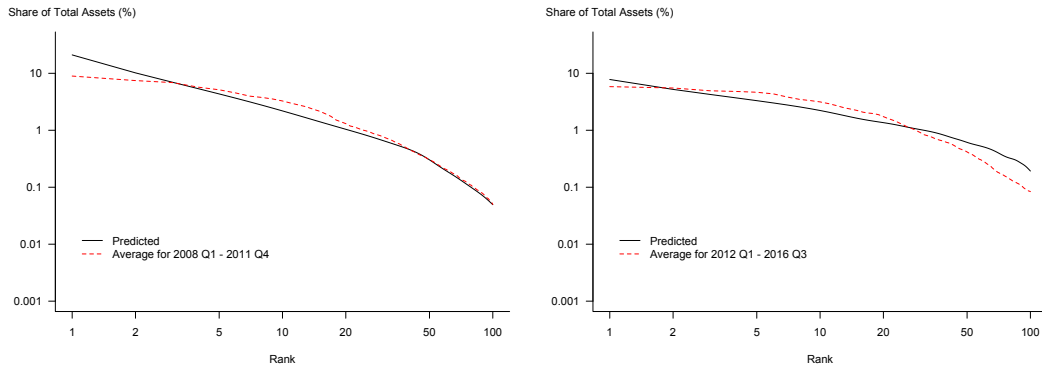 Share of Total Assets (%)
10
1
0.1
0.01
0.001
Predicted
Average for 2008 Q1 - 2011 Q4
1 2 5 10 20 50 100
Rank
Share of Total Assets (%)
10
1
0.1
0.01
0.001
Predicted
Average for 2012 Q1 - 2016 Q3
1 2 5 10 20 50 100
Rank